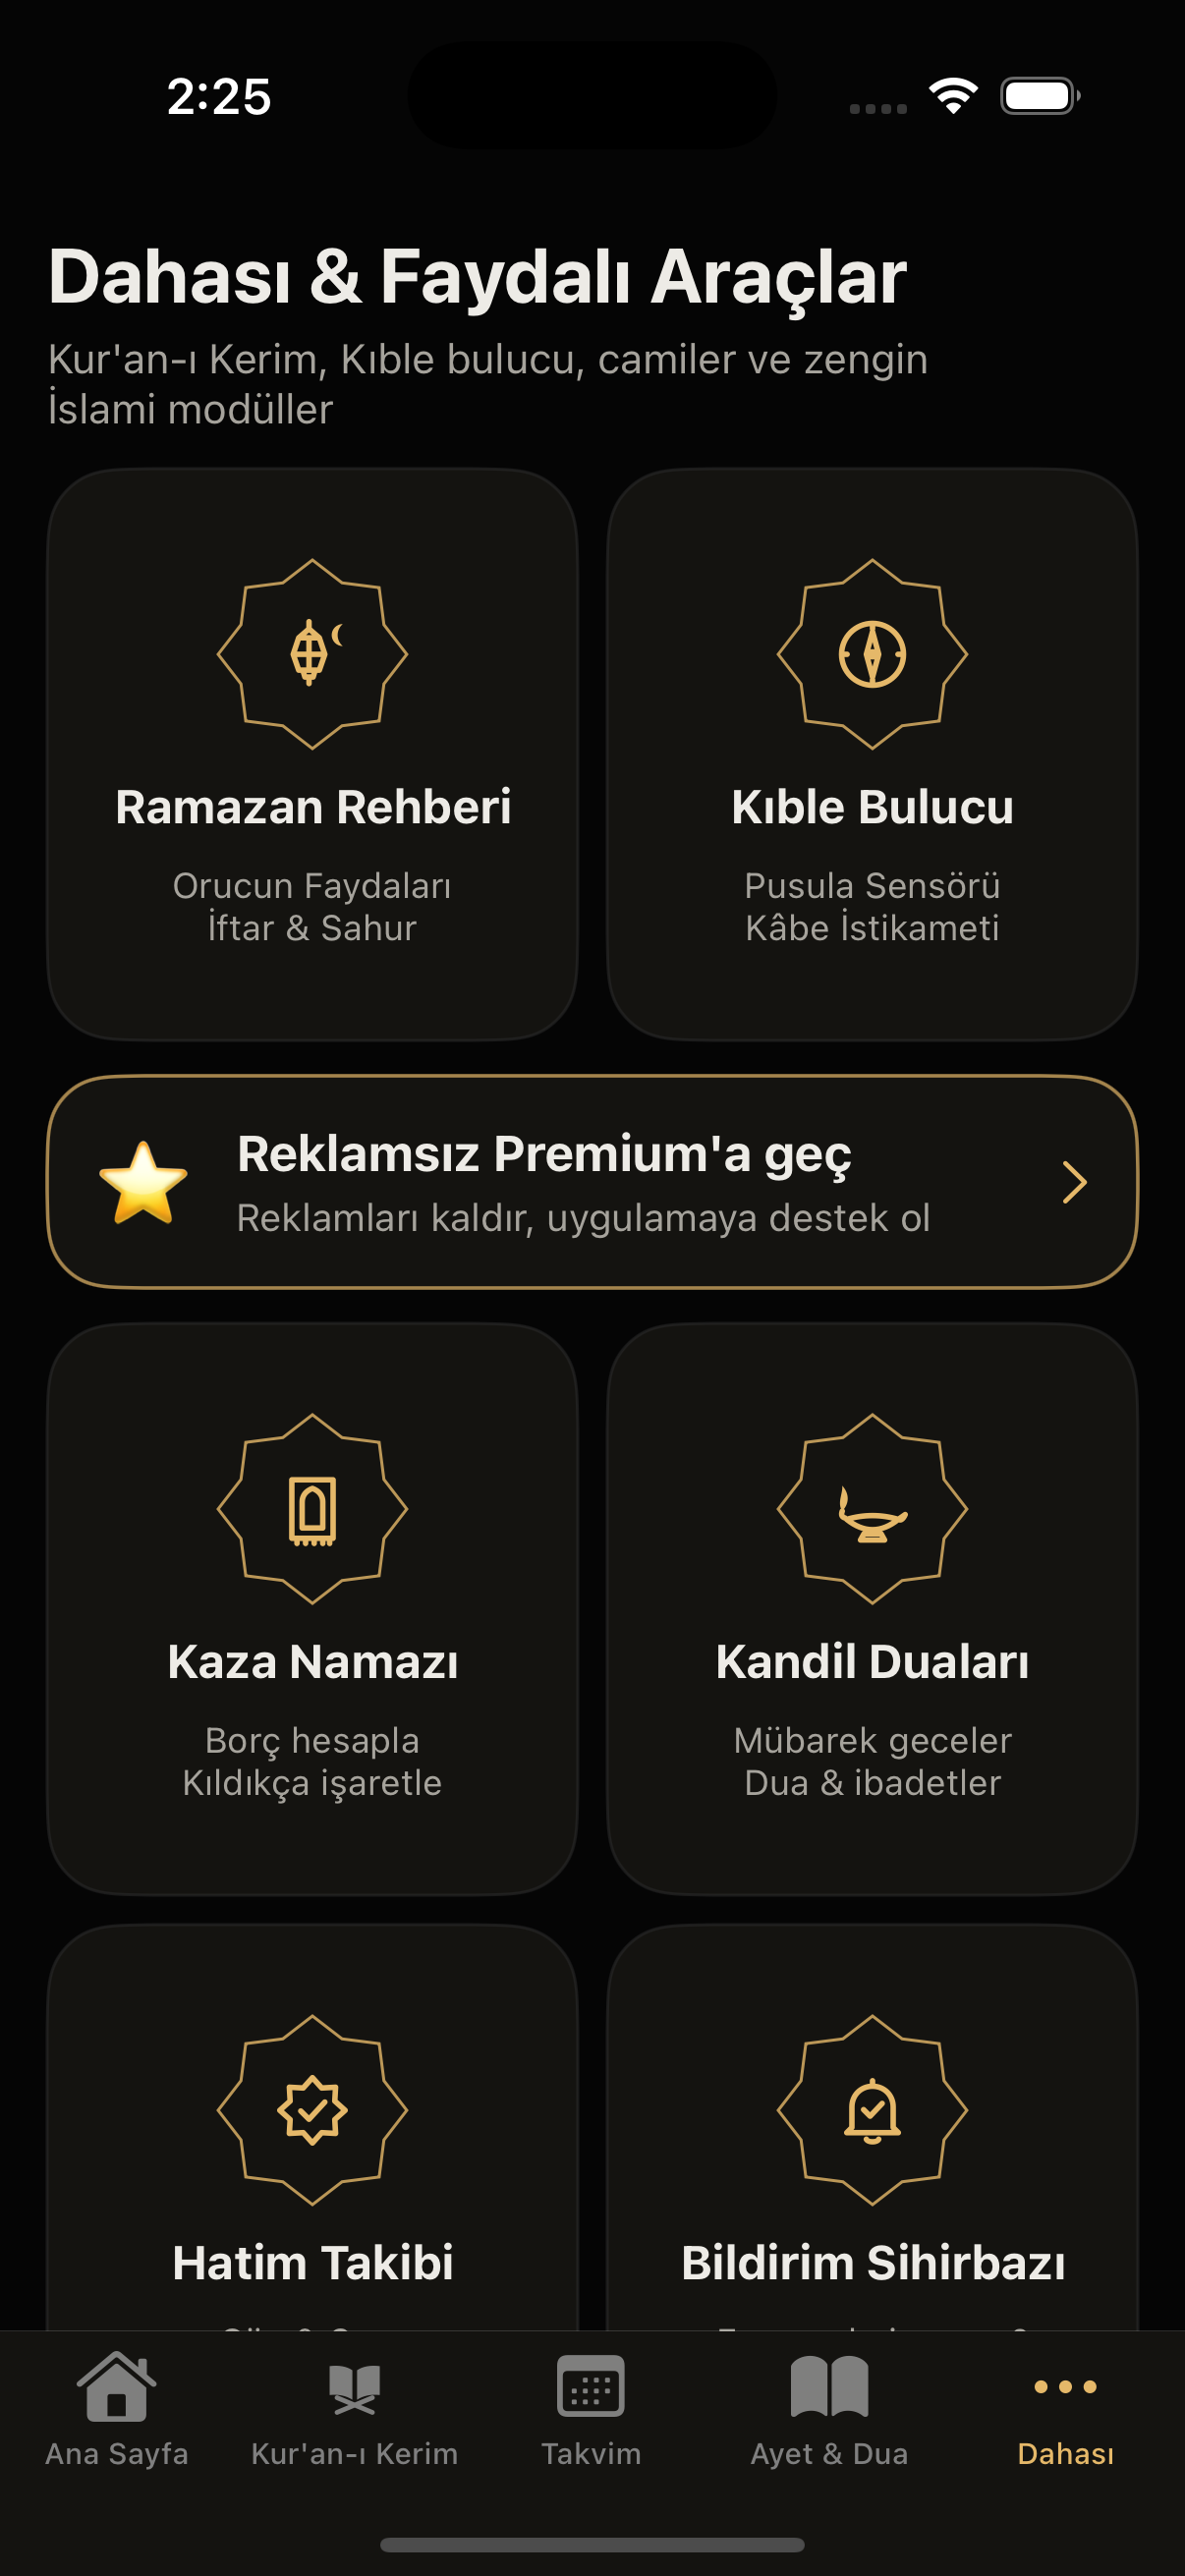 2:25
Dahası & Faydalı Araçlar
Kur'an-ı Kerim, Kıble bulucu, camiler ve zengin
İslami modüller
Ramazan Rehberi
Orucun Faydaları
İftar & Sahur
Kıble Bulucu
Pusula Sensörü
Kâbe İstikameti
Reklamsız Premium'a geç
Reklamları kaldır, uygulamaya destek ol
Kaza Namazı
Borç hesapla
Kıldıkça işaretle
Kandil Duaları
Mübarek geceler
Dua & ibadetler
Hatim Takibi
Bildirim Sihirbazı
Ana Sayfa
Kur'an-ı Kerim
Takvim
Ayet & Dua
Dahası